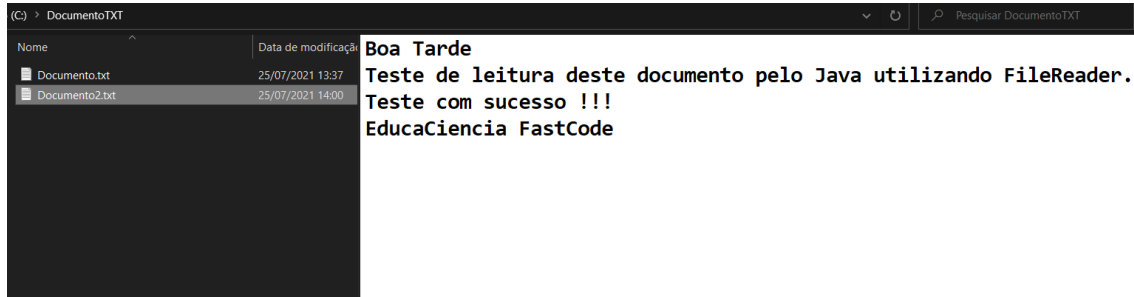 (C:) > DocumentoTXT
Pesquisar DocumentoTXT
Nome
Data de modificaçã
Documento.txt 25/07/2021 13:37
Documento2.txt 25/07/2021 14:00
Boa Tarde
Teste de leitura deste documento pelo Java utilizando FileReader.
Teste com sucesso !!!
EducaCiencia FastCode